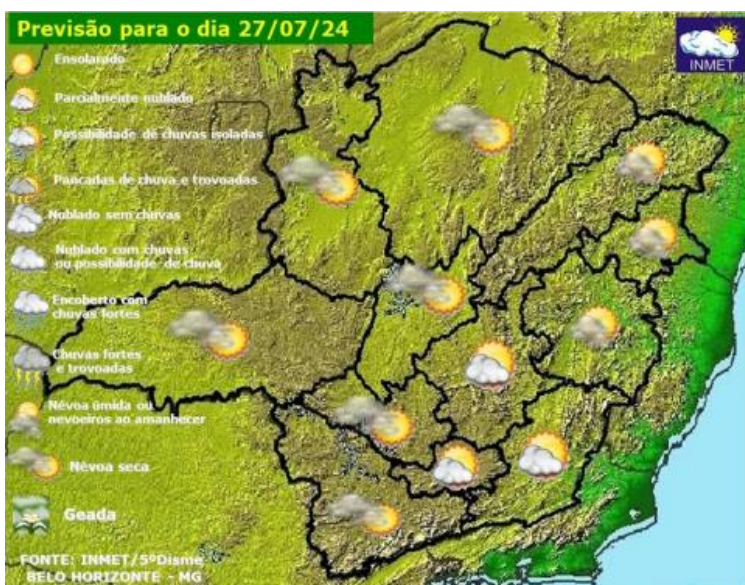 Previsão para o dia 27/07/24
INMET
Ensolarado
Parcialmente nublado
Possibilidade de chuvas isoladas
Pancadas de chuva e trovoadas
Nublado sem chuvas
Nublado com chuvas
ou possibilidade de chuva
Encoberto com
chuvas fortes
Chuvas fortes
e trovoadas
Névoa úmida ou
nevoeiros ao amanhecer
Névoa seca
Geada
FONTE: INMET/5ºDisme
BELO HORIZONTE - MG